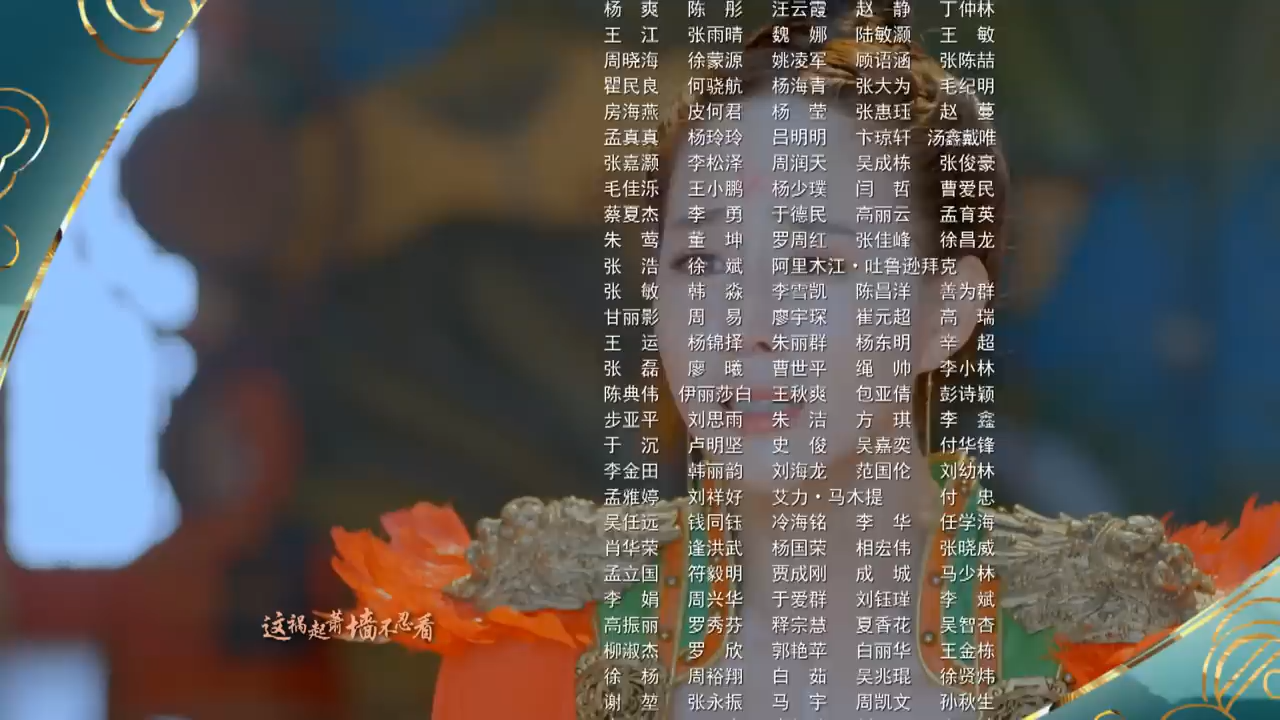 杨 爽 陈 彤 汪云霞 赵 静 丁仲林
王 江 张雨晴 魏 娜 陆敏灏 王 敏
周晓海 徐蒙源 姚凌军 顾语涵 张陈喆
瞿民良 何骁航 杨海青 张大为 毛纪明
房海燕 皮何君 杨 莹 张惠珏 赵 蔓
孟真真 杨玲玲 吕明明 卞琼轩 汤鑫戴唯
张嘉灏 李松泽 周润天 吴成栋 张俊豪
毛佳泺 王小鹏 杨少璞 闫 哲 曹爱民
蔡夏杰 李 勇 于德民 高丽云 孟育英
朱 莺 董 坤 罗周红 张佳峰 徐昌龙
张 浩 徐 斌 阿里木江·吐鲁逊拜克
张 敏 韩 淼 李雪凯 陈昌洋 善为群
甘丽影 周 易 廖宇琛 崔元超 高 瑞
王 运 杨锦择 朱丽群 杨东明 辛 超
张 磊 廖 曦 曹世平 绳 帅 李小林
陈典伟 伊丽莎白 王秋爽 包亚倩 彭诗颖
步亚平 刘思雨 朱 洁 方 琪 李 鑫
于 沉 卢明坚 史 俊 吴嘉奕 付华锋
李金田 韩丽韵 刘海龙 范国伦 刘幼林
孟雅婷 刘祥好 艾力·马木提 付 忠
吴任远 钱同钰 冷海铭 李 华 任学海
肖华荣 逄洪武 杨国荣 相宏伟 张晓威
孟立国 符毅明 贾成刚 成 城 马少林
李 娟 周兴华 于爱群 刘钰瑾 李 斌
这祸起萧墙不忍看
高振丽 罗秀芬 释宗慧 夏香花 吴智杏
柳淑杰 罗 欣 郭艳苹 白丽华 王金栋
徐 杨 周裕翔 白 茹 吴兆琨 徐贤炜
谢 堃 张永振 马 宇 周凯文 孙秋生